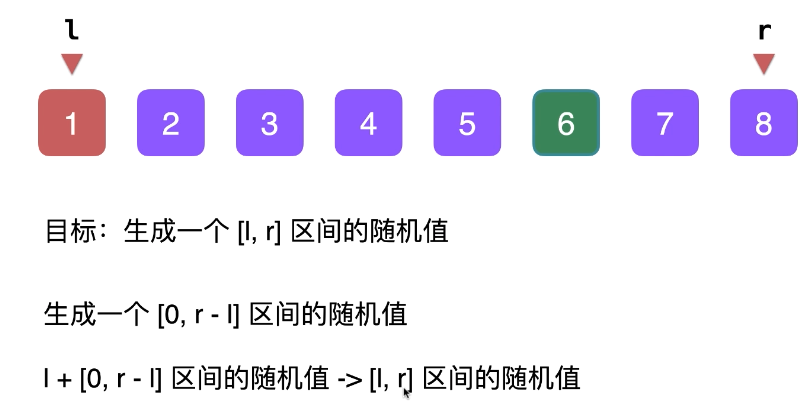 l r
1 2 3 4 5 6 7 8
目标：生成一个 [l, r] 区间的随机值
生成一个 [0, r - l] 区间的随机值
l + [0, r - l] 区间的随机值 -> [l, r] 区间的随机值